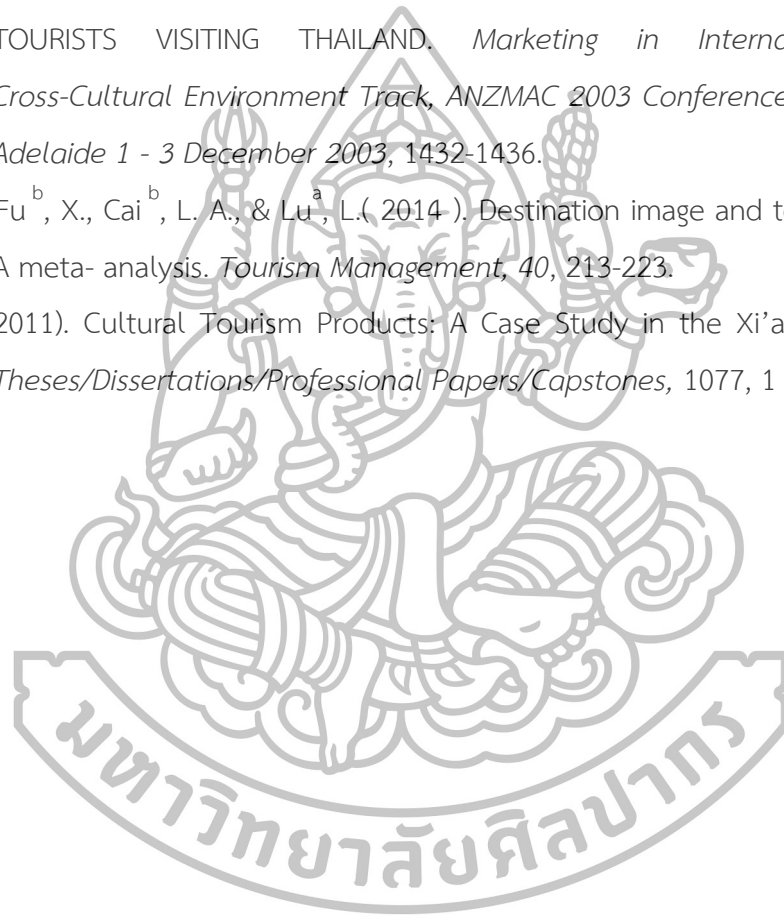 TOURISTS VISITING THAILAND. Marketing in Interna
Cross-Cultural Environment Track, ANZMAC 2003 Conference
Adelaide 1 - 3 December 2003, 1432-1436.
Fu b, X., Cai b, L. A., & Lu a, L.( 2014 ). Destination image and t
A meta- analysis. Tourism Management, 40, 213-223.
2011). Cultural Tourism Products: A Case Study in the Xi’a
Theses/Dissertations/Professional Papers/Capstones, 1077, 1
มหาวิทยาลัยศิลปากร